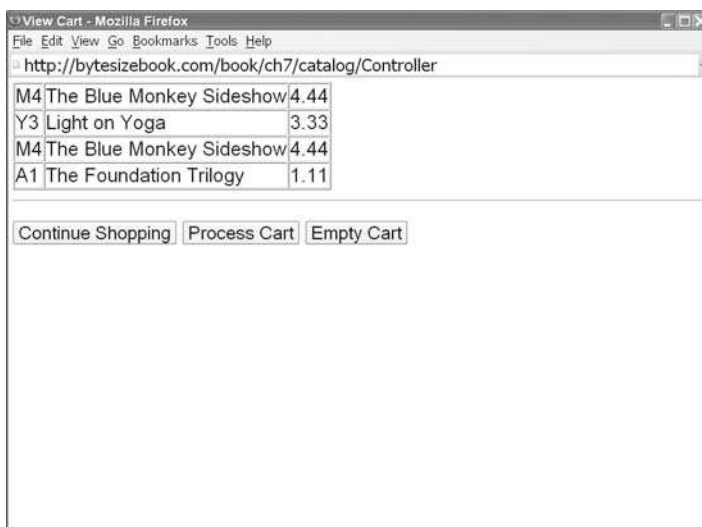 View Cart - Mozilla Firefox
File Edit View Go Bookmarks Tools Help
http://bytesizebook.com/book/ch7/catalog/Controller
M4 The Blue Monkey Sideshow 4.44
Y3 Light on Yoga 3.33
M4 The Blue Monkey Sideshow 4.44
A1 The Foundation Trilogy 1.11
Continue Shopping Process Cart Empty Cart